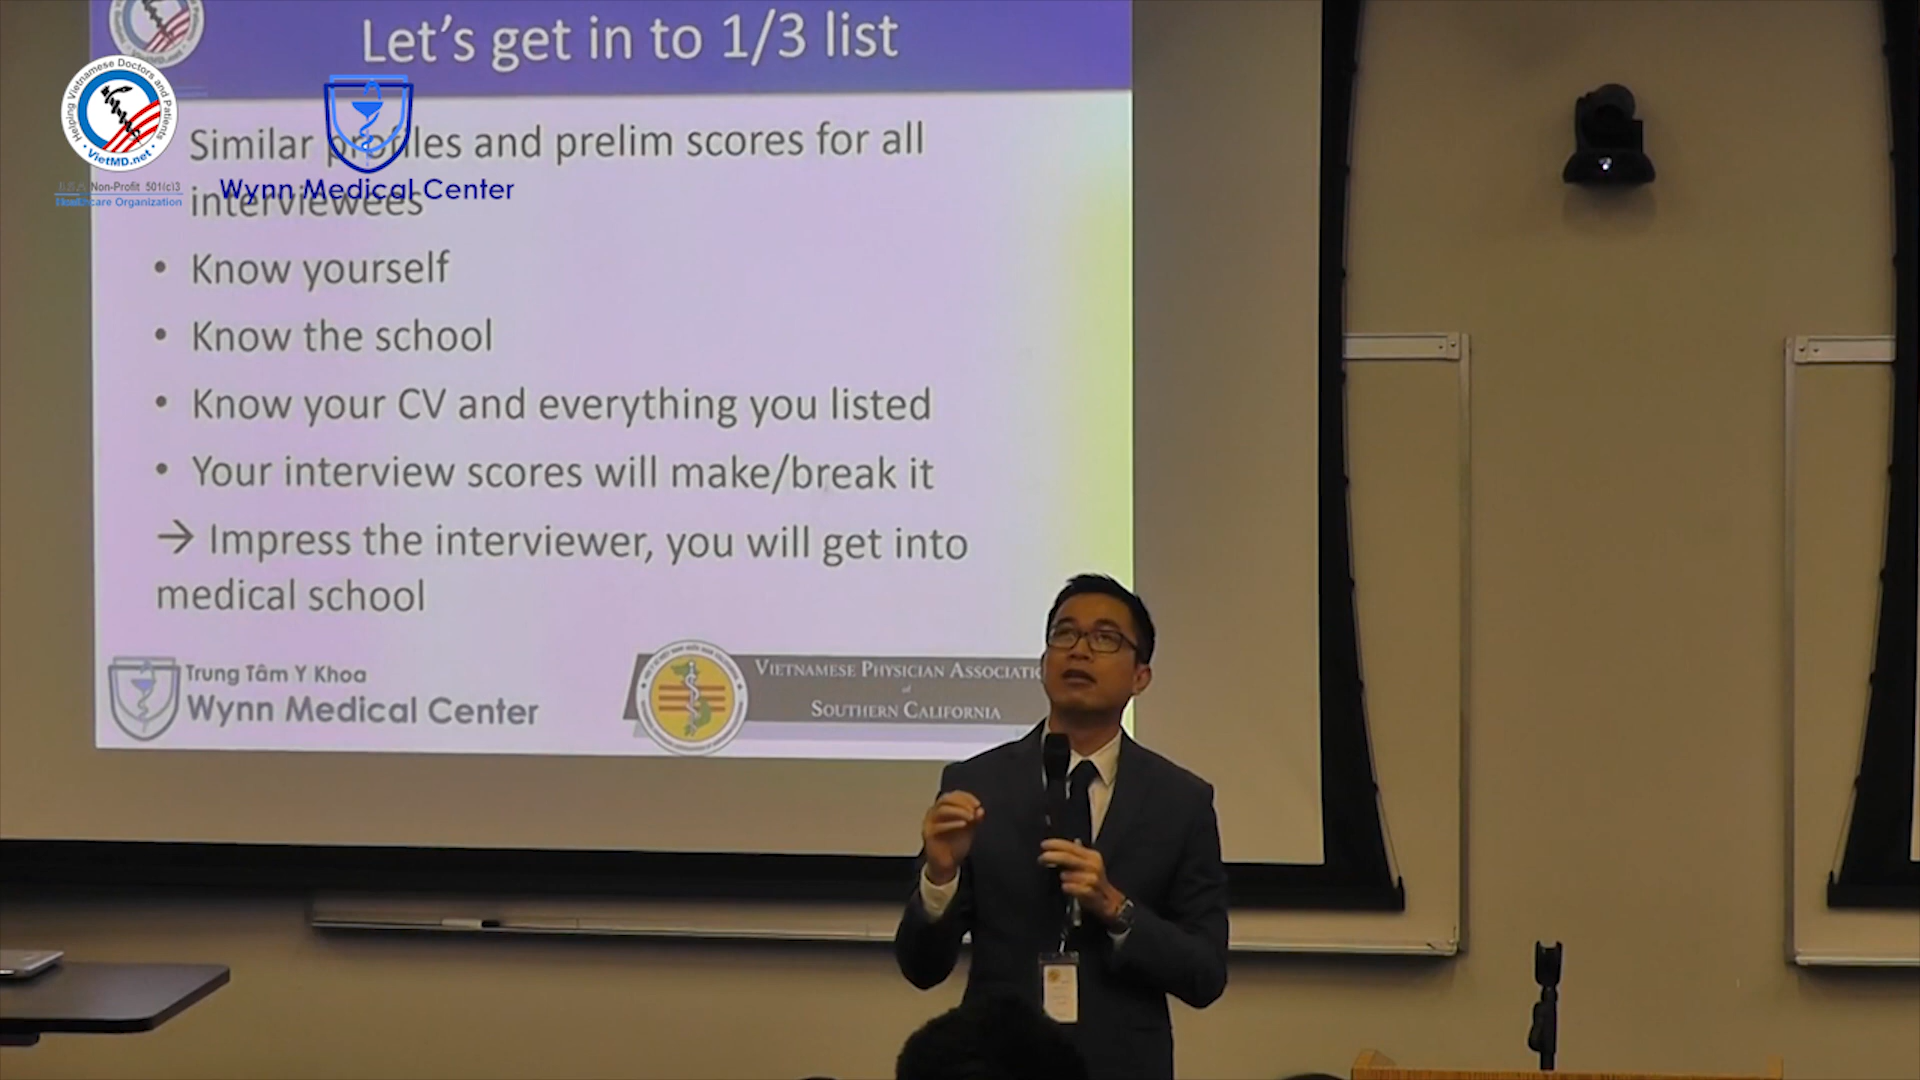 Let's get in to 1/3 list
Helping Vietnamese Doctors and Patients
VietMD.net
U.S.A Non-Profit 501(c)3
Healthcare Organization
Wynn Medical Center
Similar profiles and prelim scores for all
interviewees
• Know yourself
• Know the school
• Know your CV and everything you listed
• Your interview scores will make/break it
→ Impress the interviewer, you will get into
medical school
Trung Tâm Y Khoa
Wynn Medical Center
VIETNAMESE PHYSICIAN ASSOCIATIO
of
SOUTHERN CALIFORNIA